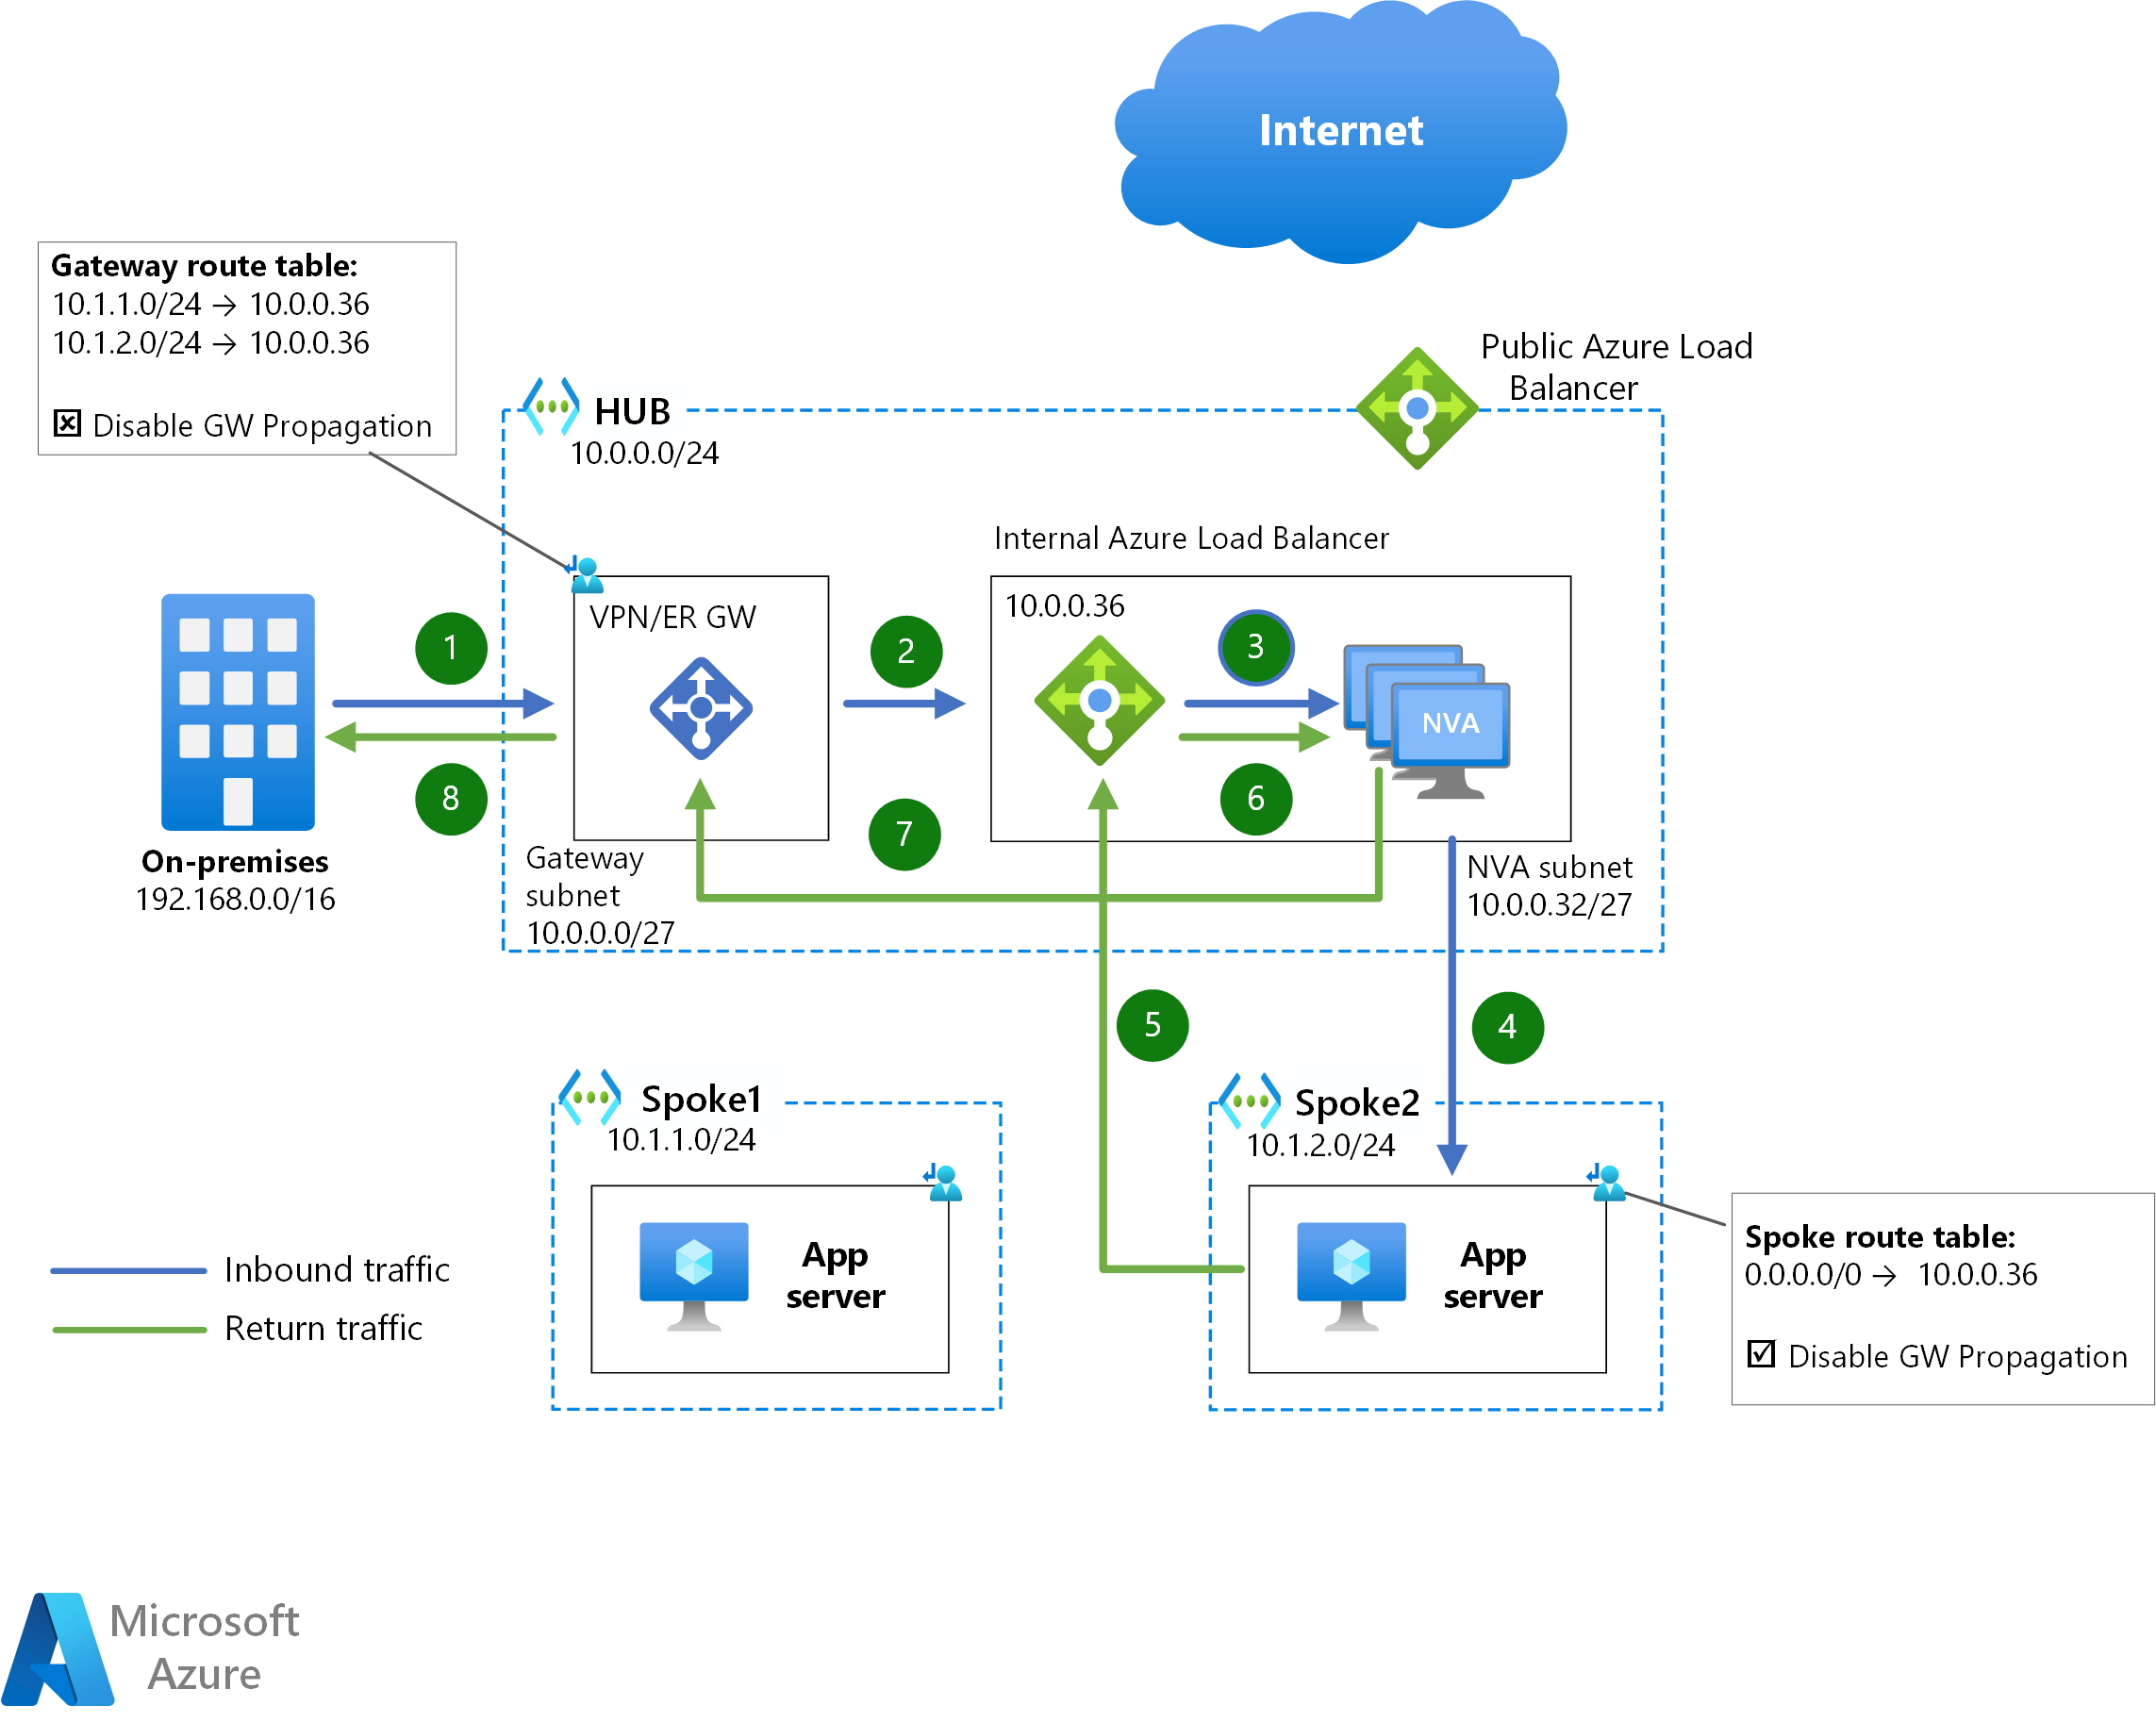 Internet
Gateway route table:
10.1.1.0/24 → 10.0.0.36
10.1.2.0/24 → 10.0.0.36
Disable GW Propagation
Public Azure Load
Balancer
HUB
10.0.0.0/24
Internal Azure Load Balancer
VPN/ER GW
10.0.0.36
1
2
3
NVA
8
7
6
On-premises
192.168.0.0/16
Gateway
subnet
10.0.0.0/27
NVA subnet
10.0.0.32/27
5
4
Spoke1
10.1.1.0/24
Spoke2
10.1.2.0/24
App
server
App
server
Spoke route table:
0.0.0.0/0 → 10.0.0.36
Disable GW Propagation
Inbound traffic
Return traffic
Microsoft
Azure